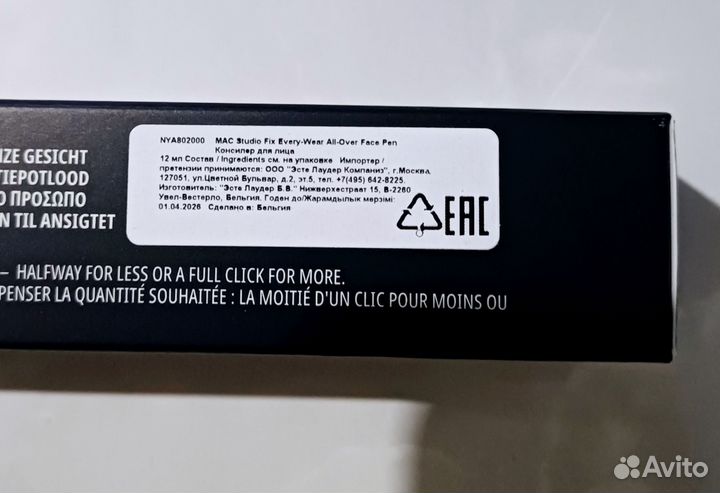 NZE GESICHT
TIEPOTLOOD
Ο ΠΡΟΣΩΠΟ
N TIL ANSIGTET
NYA802000 MAC Studio Fix Every-Wear All-Over Face Pen
Консилер для лица
12 мл Состав / Ingredients см. на упаковке Импортер /
претензии принимаются: ООО "Эсте Лаудер Компаниз", г.Москва,
127051, ул.Цветной Бульвар, д.2, эт.5, тел. +7(495) 642-8225.
Изготовитель: "Эсте Лаудер Б.В." Нижверхестраат 15, B-2260
Увел-Вестерло, Бельгия. Годен до/Жарамдылык мерзімі:
01.04.2026 Сделано в: Бельгия
EAC
– HALFWAY FOR LESS OR A FULL CLICK FOR MORE.
PENSER LA QUANTITÉ SOUHAITÉE : LA MOITIÉ D'UN CLIC POUR MOINS OU
Avito